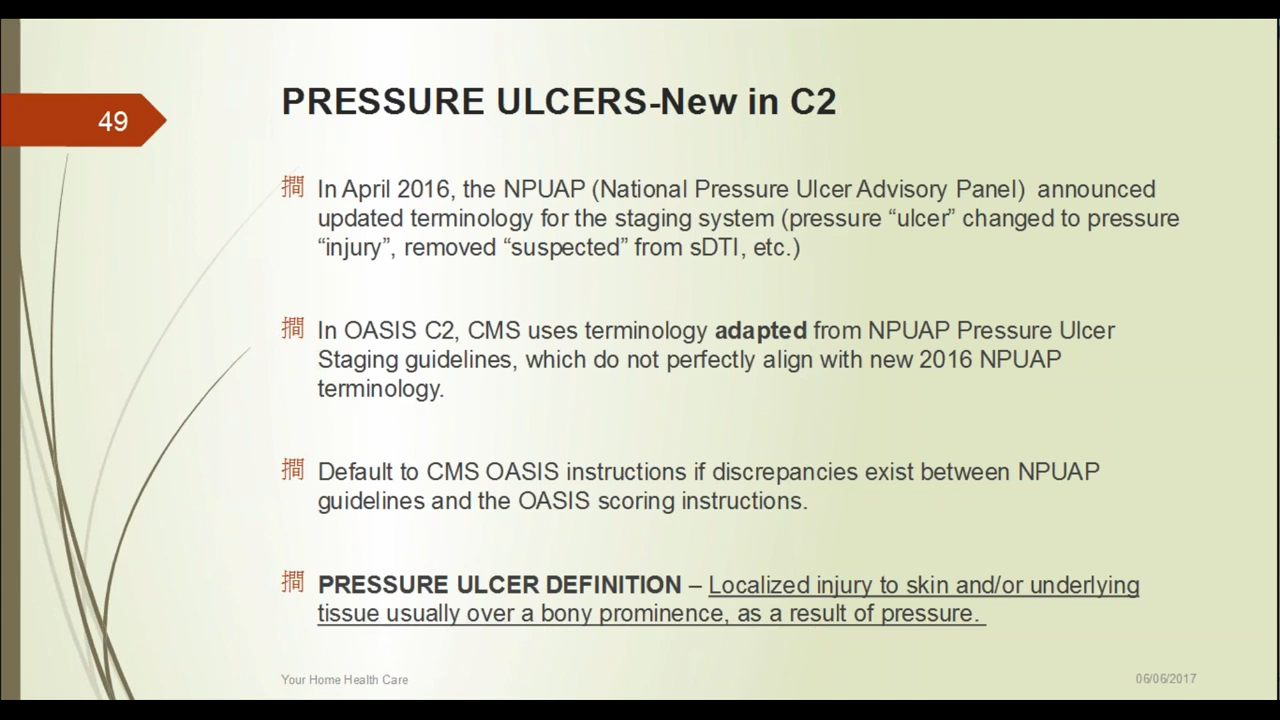 49
PRESSURE ULCERS-New in C2
擱 In April 2016, the NPUAP (National Pressure Ulcer Advisory Panel) announced
updated terminology for the staging system (pressure “ulcer” changed to pressure
“injury”, removed “suspected” from sDTI, etc.)
擱 In OASIS C2, CMS uses terminology adapted from NPUAP Pressure Ulcer
Staging guidelines, which do not perfectly align with new 2016 NPUAP
terminology.
擱 Default to CMS OASIS instructions if discrepancies exist between NPUAP
guidelines and the OASIS scoring instructions.
擱 PRESSURE ULCER DEFINITION – Localized injury to skin and/or underlying
tissue usually over a bony prominence, as a result of pressure.
Your Home Health Care
06/06/2017